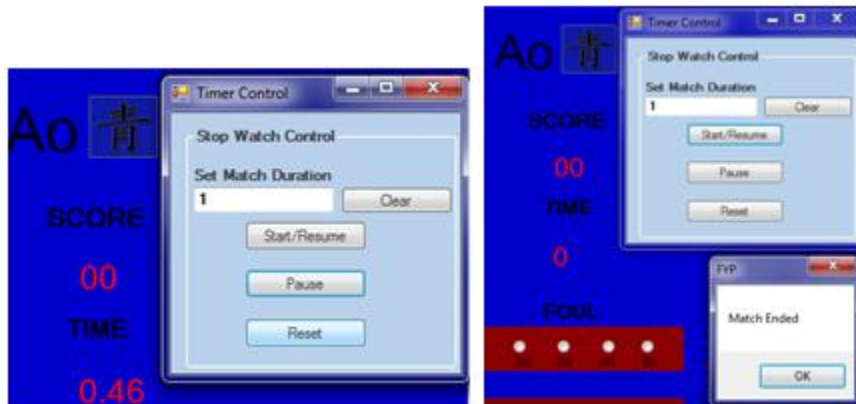 Timer Control
Ao 青
Stop Watch Control
Set Match Duration
1
Clear
SCORE
Start/Resume
00
Pause
TIME
Reset
0.46
Timer Control
Ao 青
Stop Watch Control
Set Match Duration
1
Clear
SCORE
Start/Resume
00
Pause
TIME
Reset
0
FYP
FOUL
Match Ended
OK